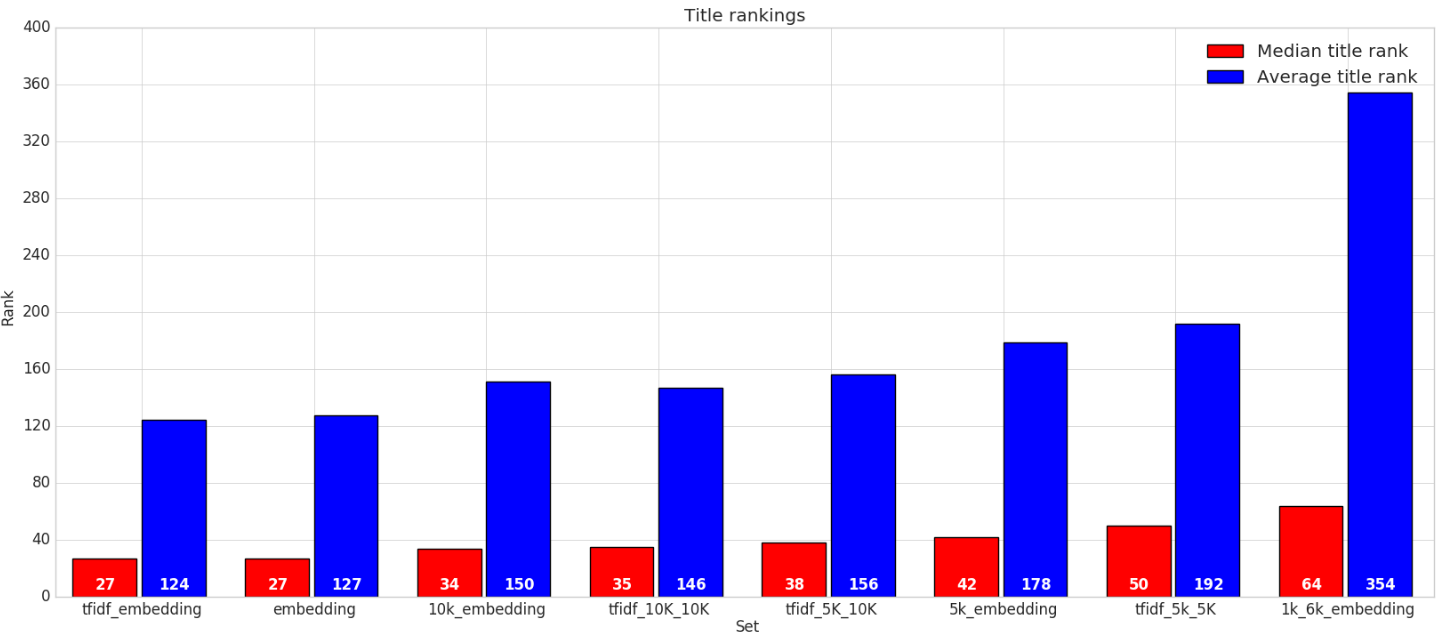 Title rankings
Median title rank
Average title rank
400
360
320
280
240
200
160
120
80
40
0
Rank
27 124 27 127 34 150 35 146 38 156 42 178 50 192 64 354
tfidf_embedding embedding 10k_embedding tfidf_10K_10K tfidf_5K_10K 5k_embedding tfidf_5k_5K 1k_6k_embedding
Set